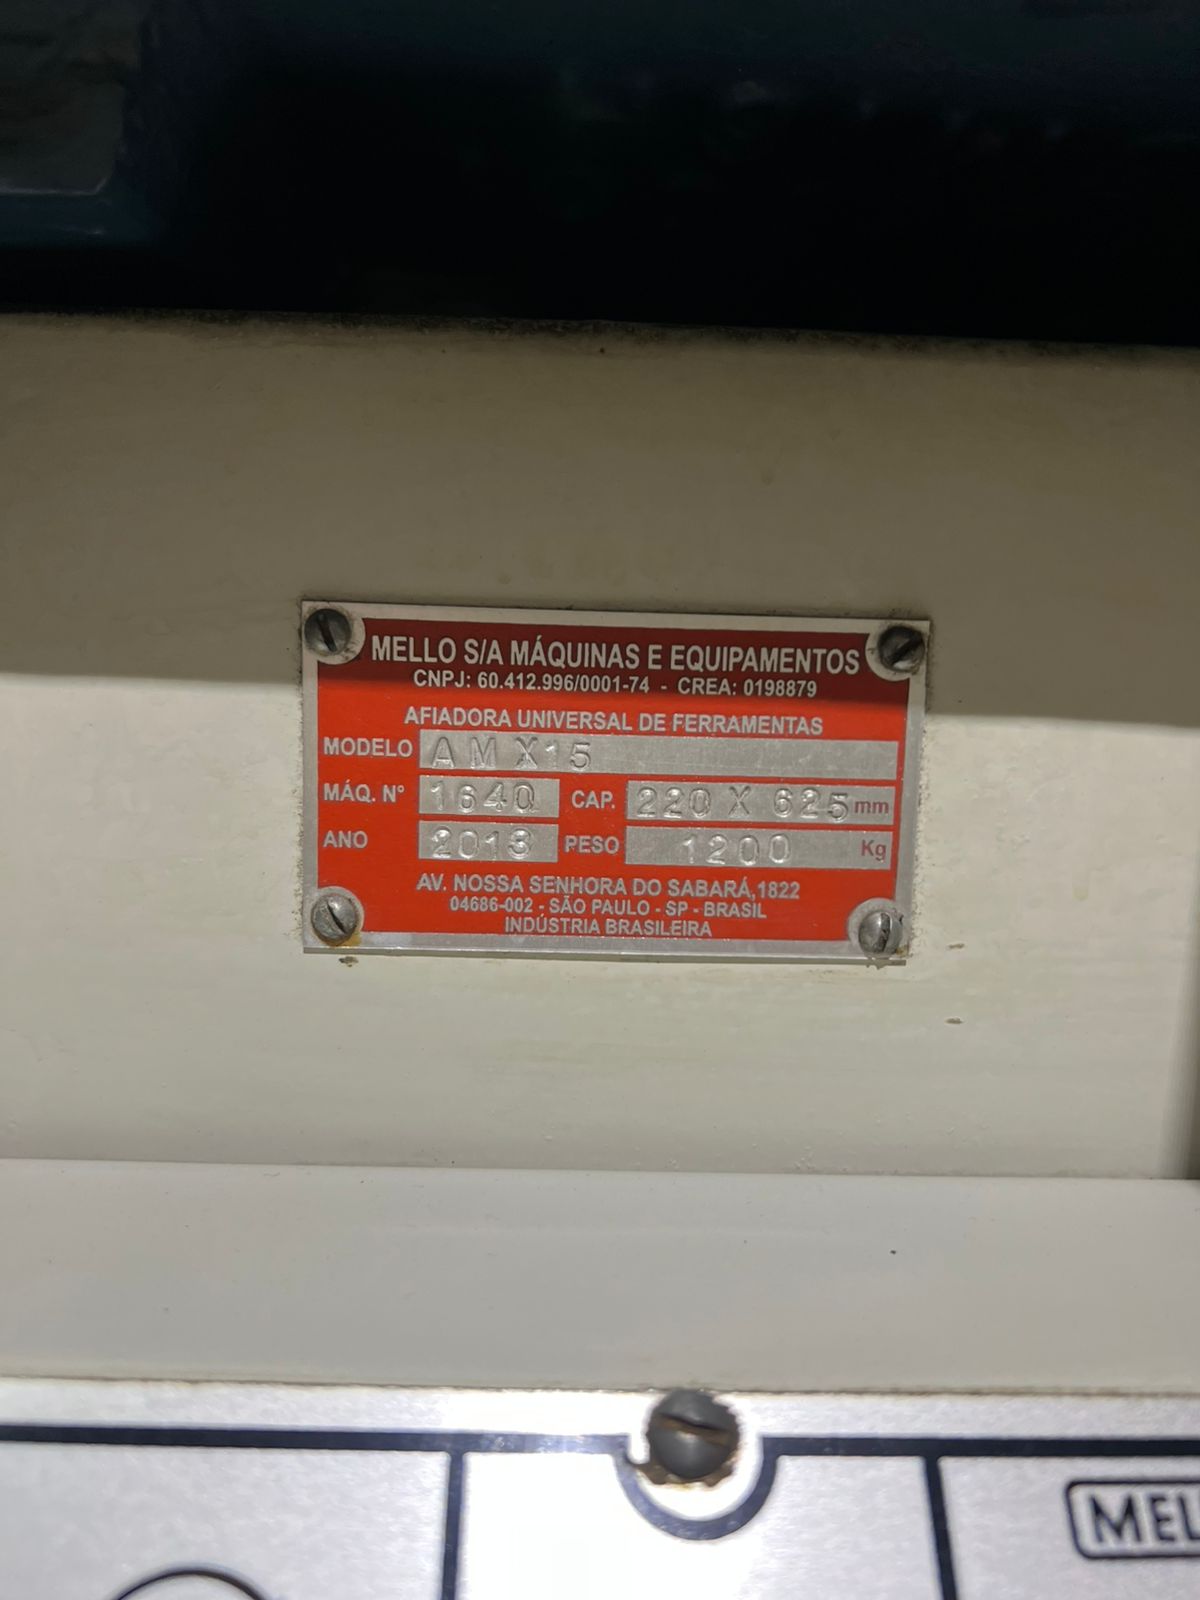 MELLO S/A MÁQUINAS E EQUIPAMENTOS
CNPJ: 60.412.996/0001-74 - CREA: 0198879
AFIADORA UNIVERSAL DE FERRAMENTAS
MODELO AMX15
MÁQ. N° 1640 CAP. 220 X 625 mm
ANO 2013 PESO 1200 Kg
AV. NOSSA SENHORA DO SABARÁ,1822
04686-002 - SÃO PAULO - SP - BRASIL
INDÚSTRIA BRASILEIRA
MEL